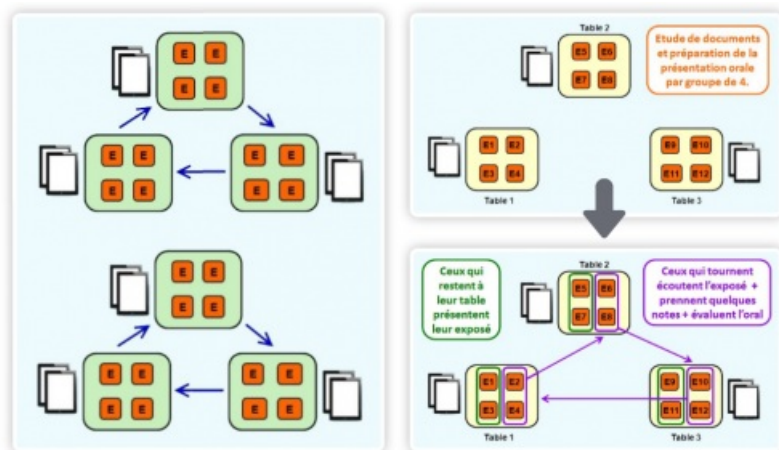 E E
E E
E E E E
E E E E
E E
E E
E E E E
E E E E
Table 2
E5 E6
E7 E8
Etude de documents
et préparation de la
présentation orale
par groupe de 4.
E1 E2
E3 E4
Table 1
E9 E10
E11 E12
Table 3
Ceux qui
restent à
leur table
présentent
leur exposé
Table 2
E5 E6
E7 E8
Ceux qui tournent
écoutent l'exposé +
prennent quelques
notes + évaluent l'oral
E1 E2
E3 E4
Table 1
E9 E10
E11 E12
Table 3